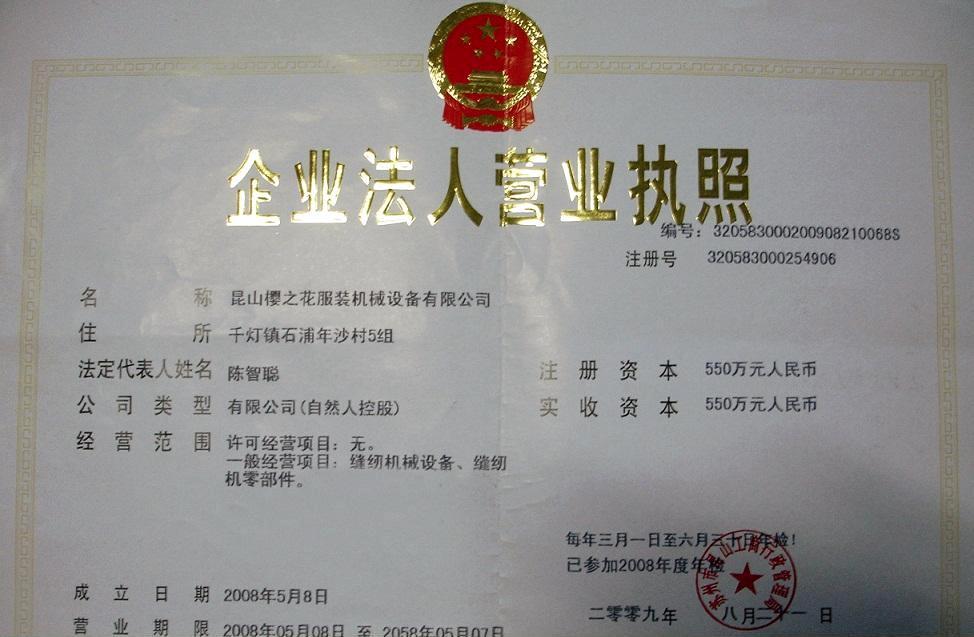 企业法人营业执照
编号：320583000200908210068S
注册号 320583000254906
名称 昆山樱之花服装机械设备有限公司
住所 千灯镇石浦年沙村5组
法定代表人姓名 陈智聪
注册资本 550万元人民币
公司类型 有限公司(自然人控股)
实收资本 550万元人民币
经营范围 许可经营项目：无。
一般经营项目：缝纫机械设备、缝纫
机零部件。
每年三月一日至六月三十日年检！
已参加2008年度年检
成立日期 2008年5月8日
二零零九年 八月二十一日
营业期限 2008年05月08日 至 2058年05月07日